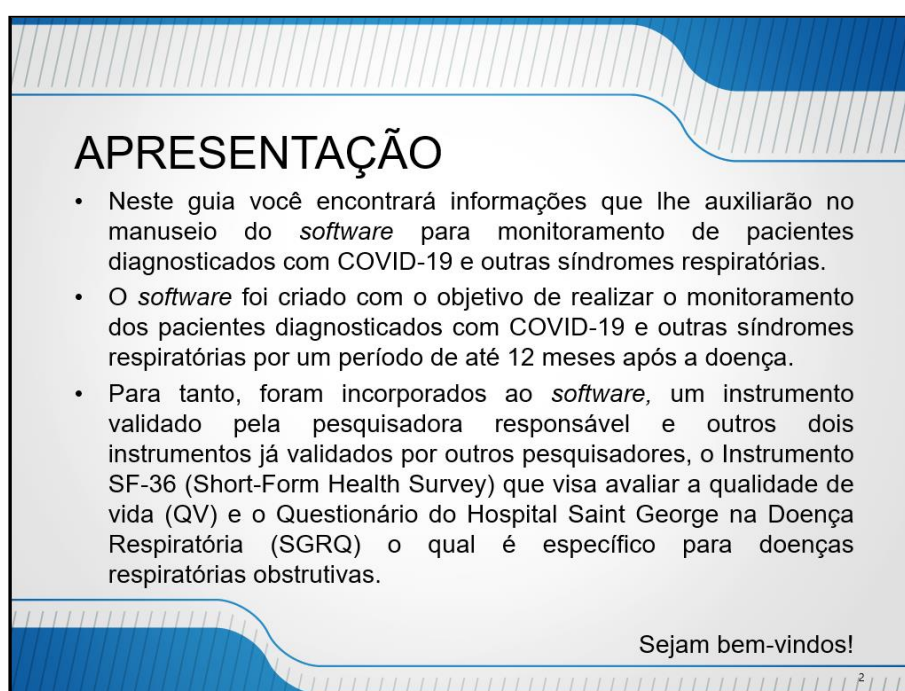 APRESENTAÇÃO
• Neste guia você encontrará informações que lhe auxiliarão no
manuseio do software para monitoramento de pacientes
diagnosticados com COVID-19 e outras síndromes respiratórias.
• O software foi criado com o objetivo de realizar o monitoramento
dos pacientes diagnosticados com COVID-19 e outras síndromes
respiratórias por um período de até 12 meses após a doença.
• Para tanto, foram incorporados ao software, um instrumento
validado pela pesquisadora responsável e outros dois
instrumentos já validados por outros pesquisadores, o Instrumento
SF-36 (Short-Form Health Survey) que visa avaliar a qualidade de
vida (QV) e o Questionário do Hospital Saint George na Doença
Respiratória (SGRQ) o qual é específico para doenças
respiratórias obstrutivas.
Sejam bem-vindos!
2